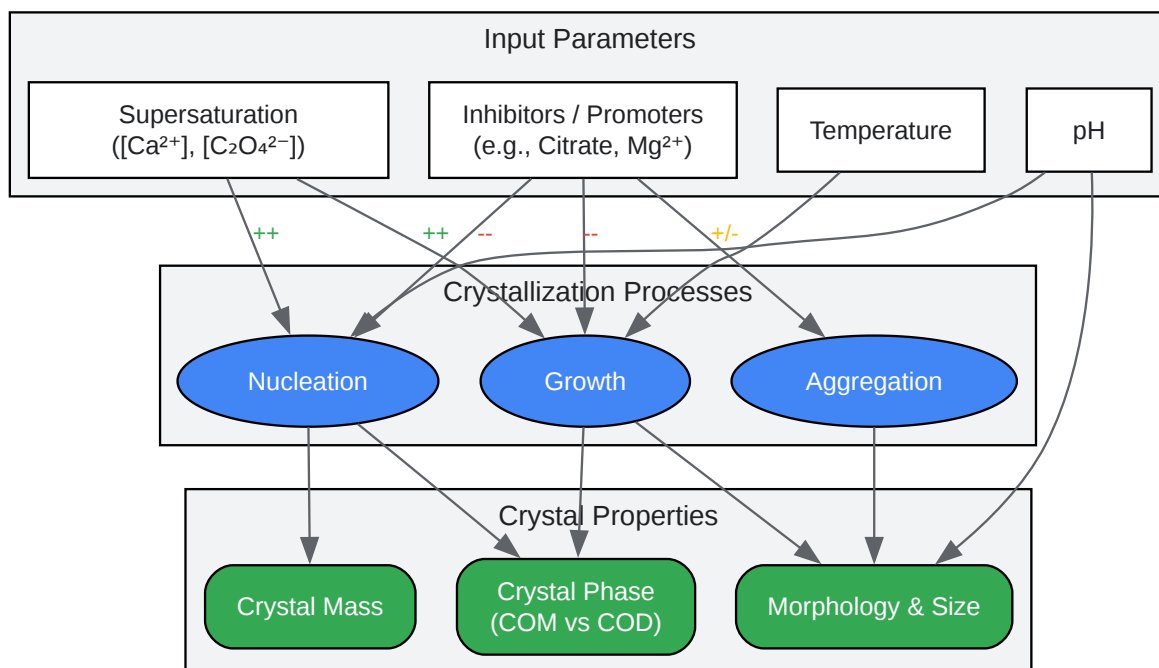 Input Parameters
Supersaturation
([Ca²⁺], [C₂O₄²⁻])
Inhibitors / Promoters
(e.g., Citrate, Mg²⁺)
Temperature
pH
++
++
--
--
+/-
Crystallization Processes
Nucleation
Growth
Aggregation
Crystal Properties
Crystal Mass
Crystal Phase
(COM vs COD)
Morphology & Size